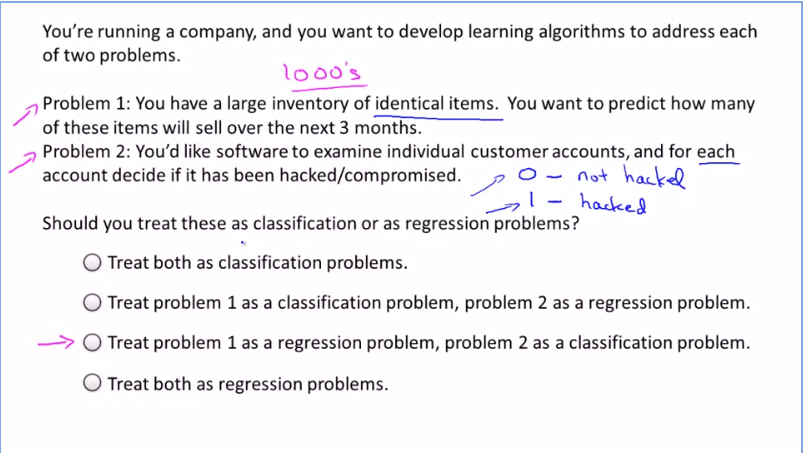 You're running a company, and you want to develop learning algorithms to address each
of two problems.
1000's
Problem 1: You have a large inventory of identical items. You want to predict how many
of these items will sell over the next 3 months.
Problem 2: You'd like software to examine individual customer accounts, and for each
account decide if it has been hacked/compromised.
0 – not hacked
1 – hacked
Should you treat these as classification or as regression problems?
Treat both as classification problems.
Treat problem 1 as a classification problem, problem 2 as a regression problem.
Treat problem 1 as a regression problem, problem 2 as a classification problem.
Treat both as regression problems.